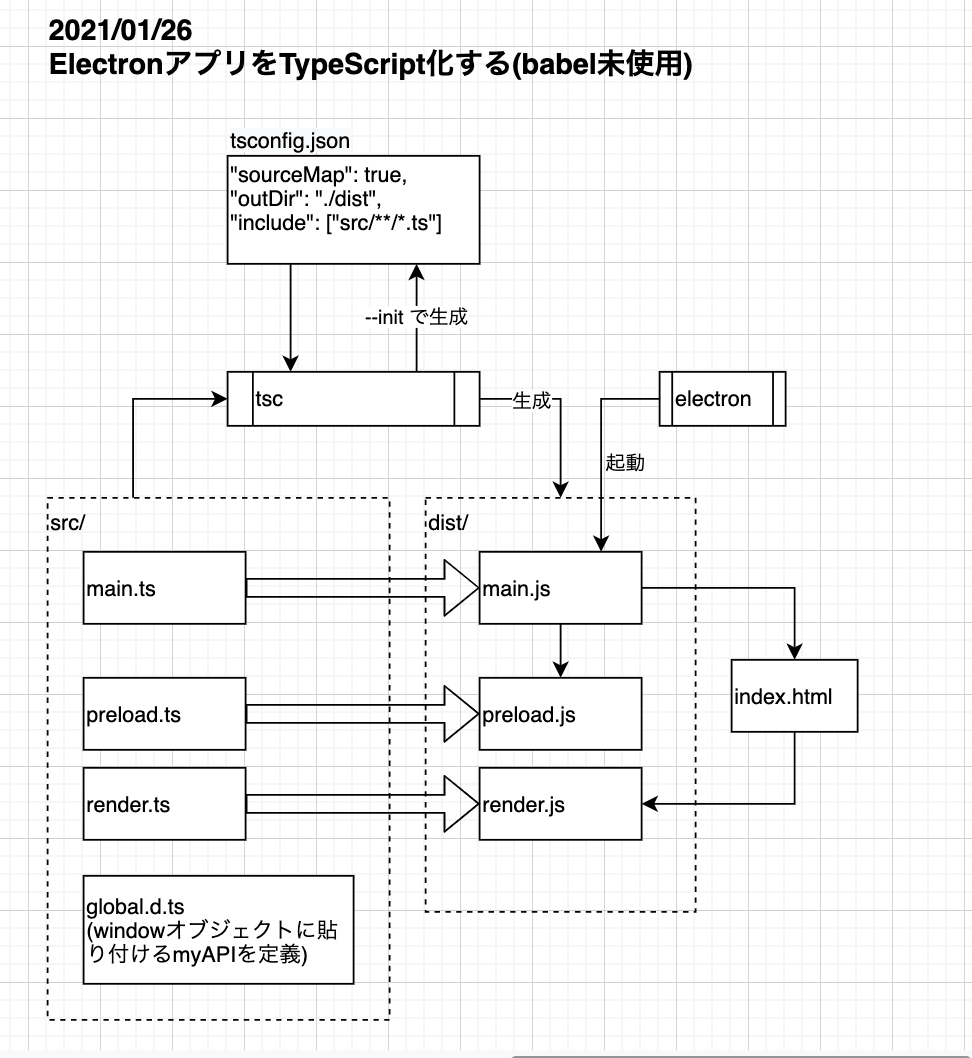 2021/01/26
ElectronアプリをTypeScript化する(babel未使用)
tsconfig.json
"sourceMap": true,
"outDir": "./dist",
"include": ["src/**/*.ts"]
--init で生成
tsc
生成
electron
起動
src/
dist/
main.ts
main.js
index.html
preload.ts
preload.js
render.ts
render.js
global.d.ts
(windowオブジェクトに貼
り付けるmyAPIを定義)